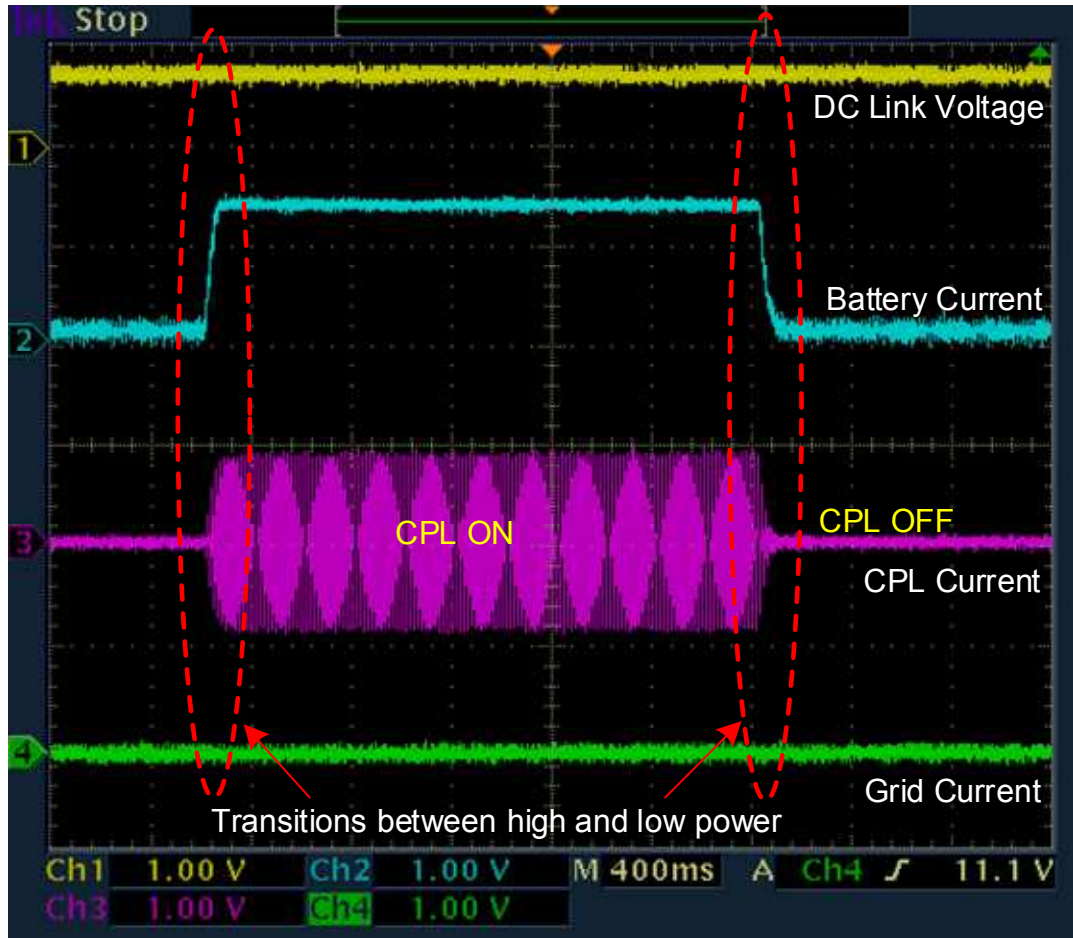 Stop
DC Link Voltage
1
Battery Current
2
CPL ON
CPL OFF
3
CPL Current
4
Grid Current
Transitions between high and low power
Ch1 1.00 V Ch2 1.00 V M 400ms A Ch4 11.1 V
Ch3 1.00 V Ch4 1.00 V